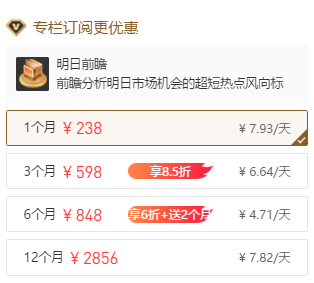 专栏订阅更优惠
明日前瞻
前瞻分析明日市场机会的超短热点风向标
1个月 ¥ 238 ¥ 7.93/天
3个月 ¥ 598 享8.5折 ¥ 6.64/天
6个月 ¥ 848 享6折+送2个月 ¥ 4.71/天
12个月 ¥ 2856 ¥ 7.82/天